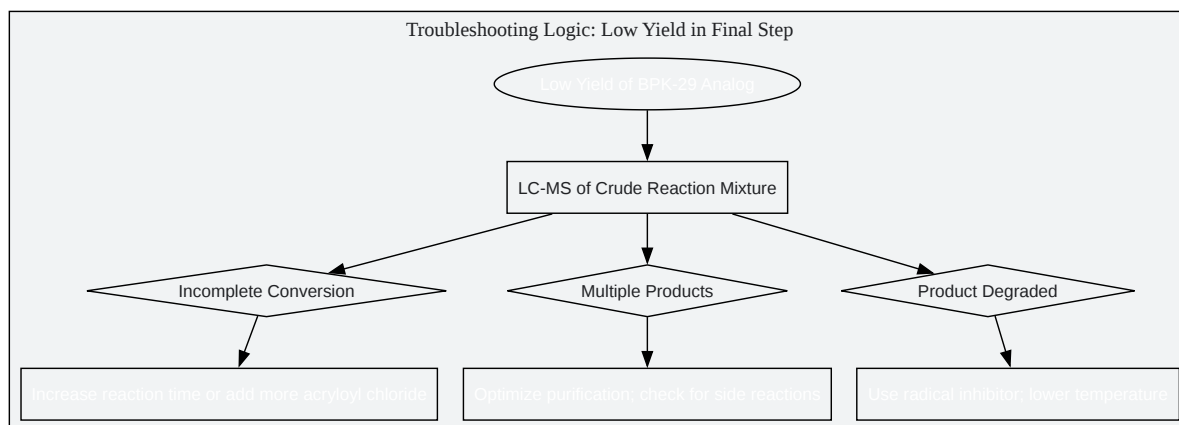 Troubleshooting Logic: Low Yield in Final Step
Low Yield of BPK-29 Analog
LC-MS of Crude Reaction Mixture
Incomplete Conversion
Multiple Products
Product Degraded
Increase reaction time or add more acryloyl chloride
Optimize purification; check for side reactions
Use radical inhibitor; lower temperature